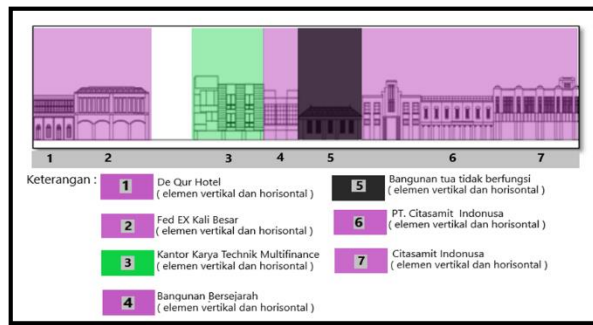 1 2 3 4 5 6 7
Keterangan :
1 De Qur Hotel
( elemen vertikal dan horisontal )
2 Fed EX Kali Besar
( elemen vertikal dan horisontal )
3 Kantor Karya Technik Multifinance
( elemen vertikal dan horisontal )
4 Bangunan Bersejarah
( elemen vertikal dan horisontal )
5 Bangunan tua tidak berfungsi
( elemen vertikal dan horisontal )
6 PT. Citasamit Indonusa
( elemen vertikal dan horisontal )
7 Citasamit Indonusa
( elemen vertikal dan horisontal )